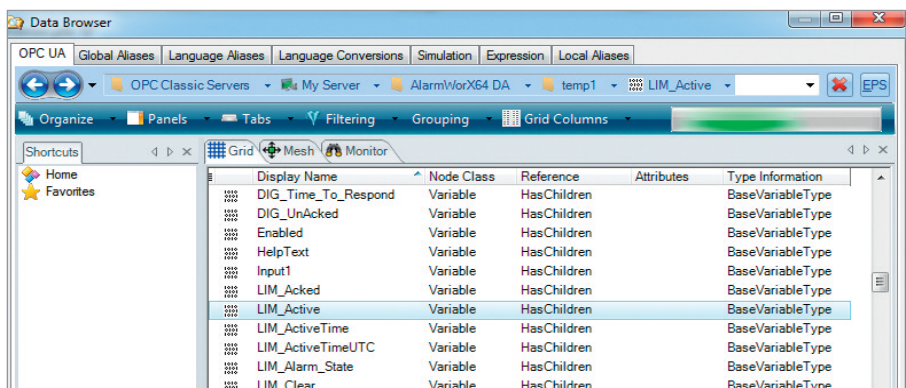 Data Browser
OPC UA Global Aliases Language Aliases Language Conversions Simulation Expression Local Aliases
OPC Classic Servers My Server AlarmWorX64 DA temp1 LIM_Active EPS
Organize Panels Tabs Filtering Grouping Grid Columns
Shortcuts Grid Mesh Monitor
Home
Favorites
Display Name Node Class Reference Attributes Type Information
DIG_Time_To_Respond Variable HasChildren BaseVariableType
DIG_UnAcked Variable HasChildren BaseVariableType
Enabled Variable HasChildren BaseVariableType
HelpText Variable HasChildren BaseVariableType
Input1 Variable HasChildren BaseVariableType
LIM_Acked Variable HasChildren BaseVariableType
LIM_Active Variable HasChildren BaseVariableType
LIM_ActiveTime Variable HasChildren BaseVariableType
LIM_ActiveTimeUTC Variable HasChildren BaseVariableType
LIM_Alarm_State Variable HasChildren BaseVariableType
LIM_Clear Variable HasChildren BaseVariableType